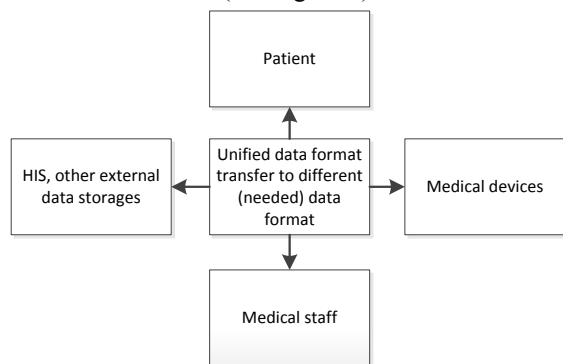 Patient
HIS, other external
data storages
Unified data format
transfer to different
(needed) data
format
Medical devices
Medical staff